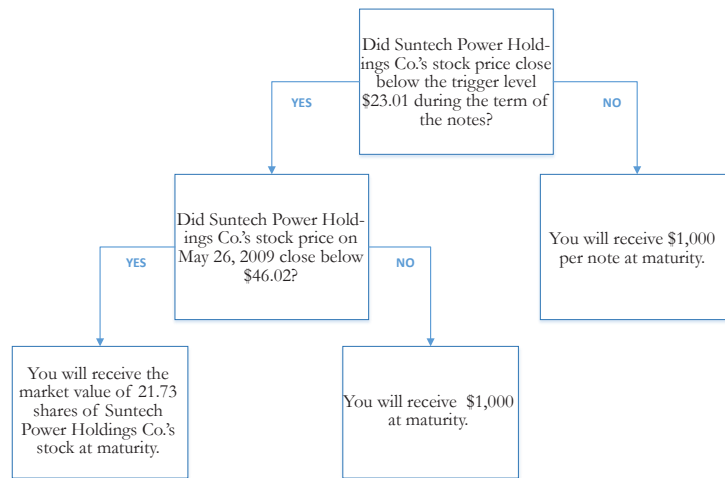 Did Suntech Power Hold-
ings Co.'s stock price close
below the trigger level
$23.01 during the term of
the notes?
YES
NO
Did Suntech Power Hold-
ings Co.'s stock price on
May 26, 2009 close below
$46.02?
You will receive $1,000
per note at maturity.
YES
NO
You will receive the
market value of 21.73
shares of Suntech
Power Holdings Co.'s
stock at maturity.
You will receive $1,000
at maturity.